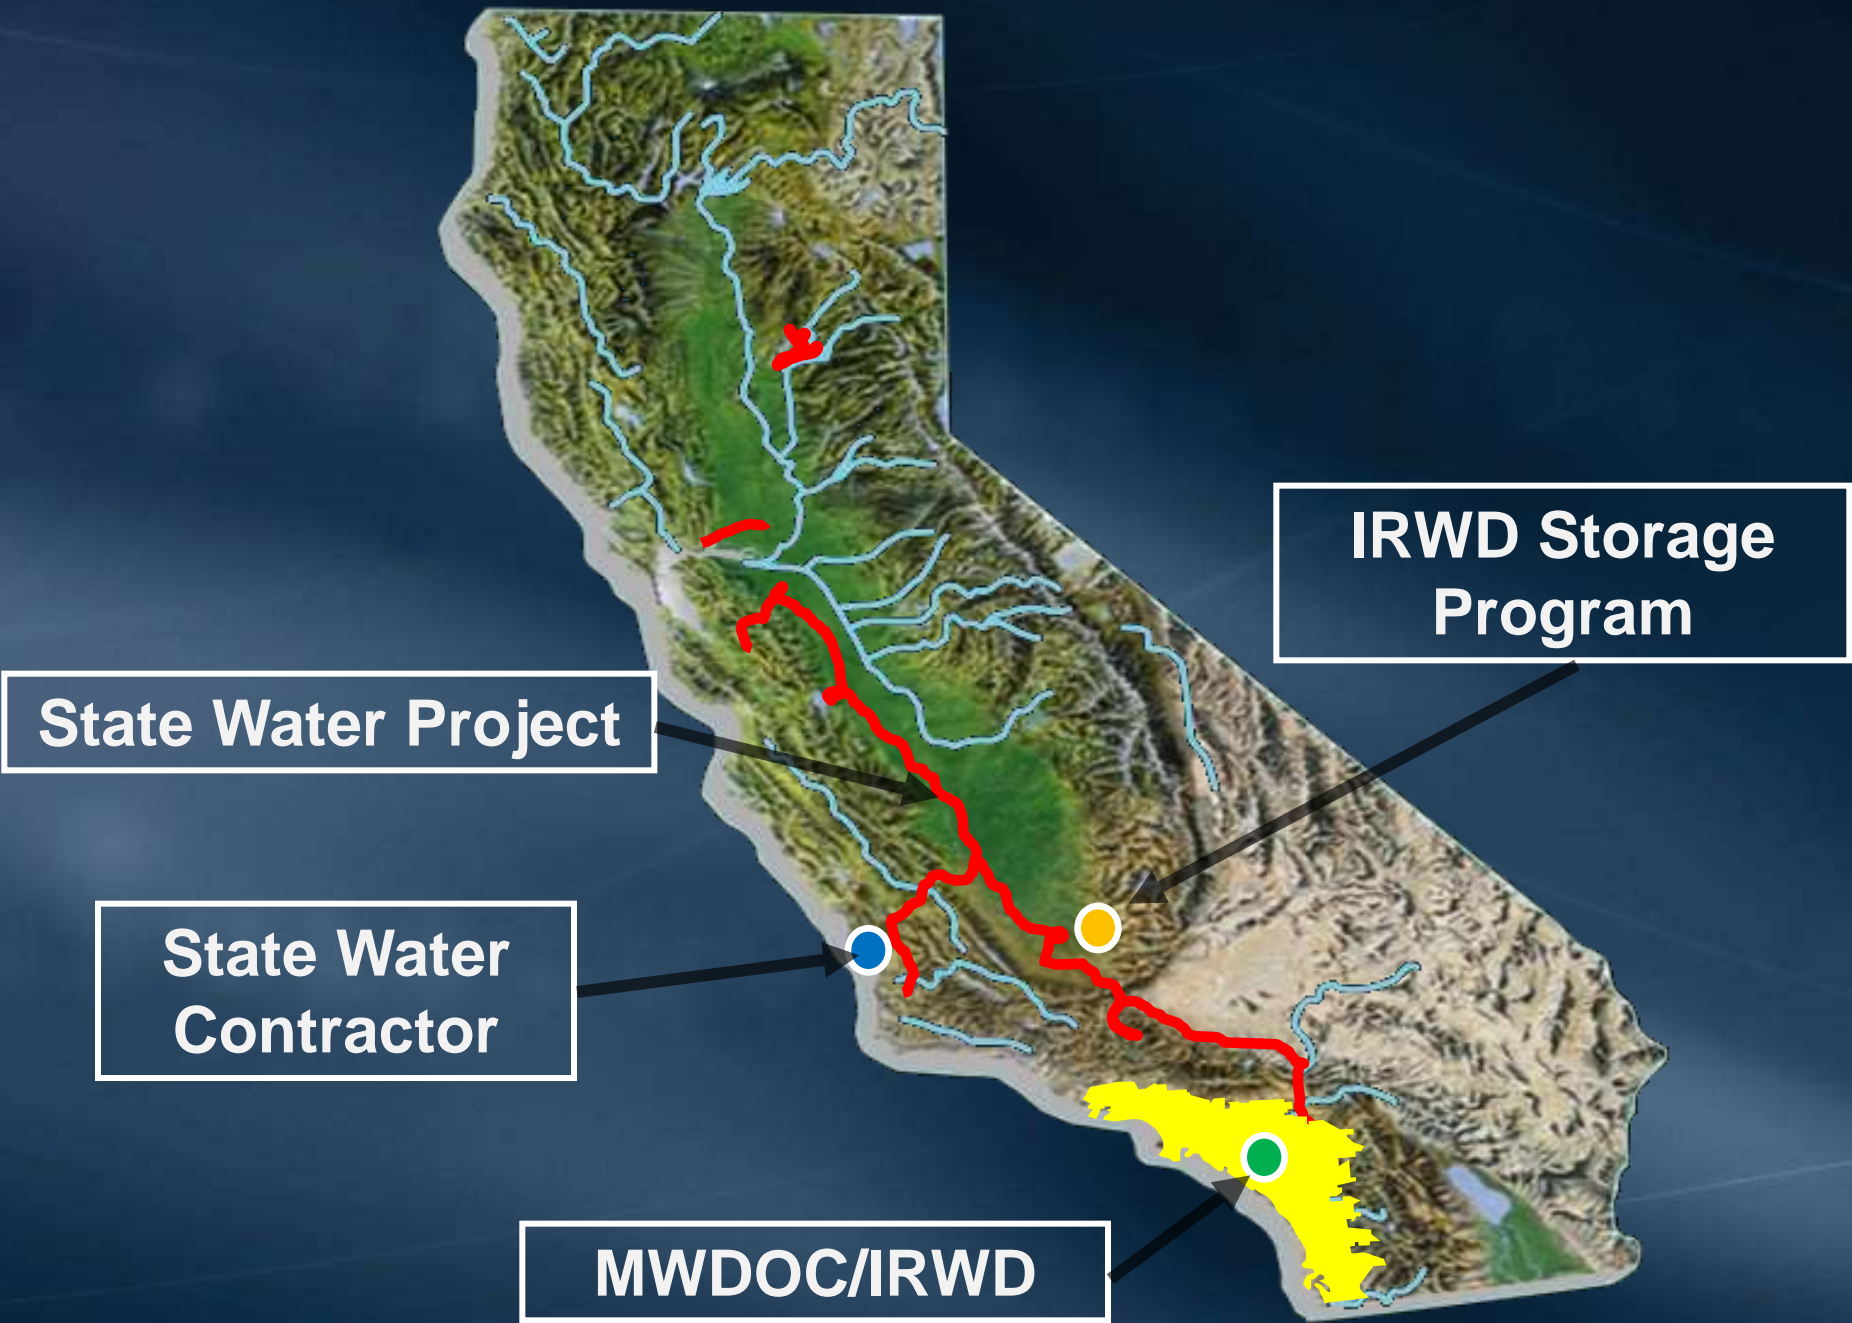 IRWD Storage
Program
State Water Project
State Water
Contractor
MWDOC/IRWD